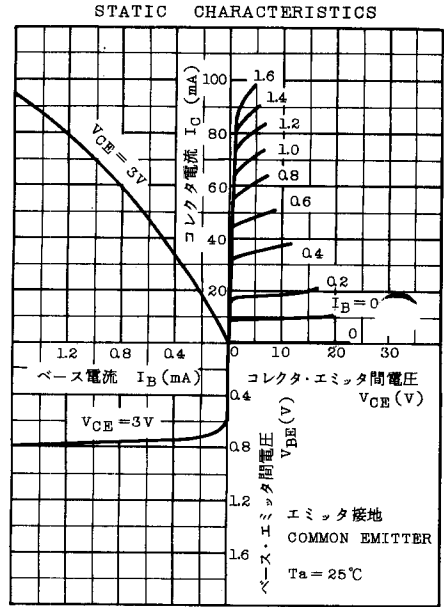 STATIC CHARACTERISTICS
コレクタ電流 I_C (mA)
100
80
60
40
20
0
1.6
1.4
1.2
1.0
0.8
0.6
0.4
0.2
I_B=0
0
V_CE = 3V
1.2 0.8 0.4
0 10 20 30
ベース電流 I_B (mA)
コレクタ・エミッタ間電圧
V_CE (V)
V_CE = 3V
0.4
0.8
1.2
1.6
ベース・エミッタ間電圧
V_BE (V)
エミッタ接地
COMMON EMITTER
Ta = 25℃